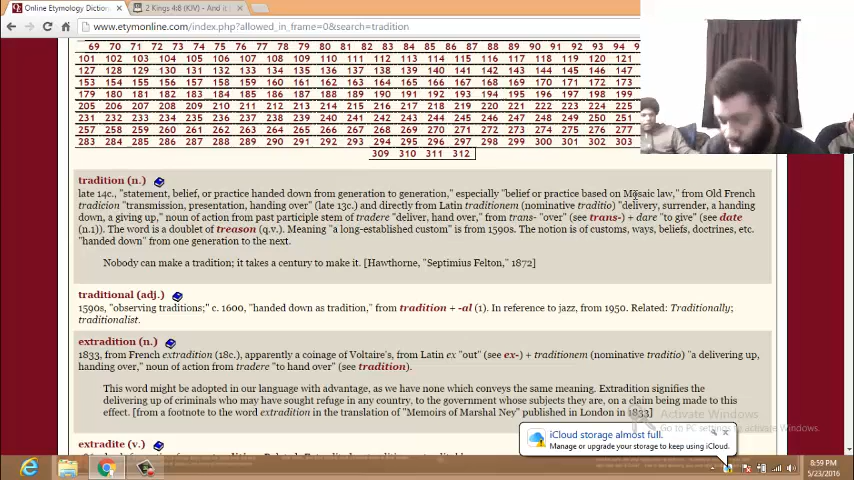 Online Etymology Dictionar
2 Kings 4:8 (KJV) - And it
www.etymonline.com/index.php?allowed_in_frame=0&search=tradition
69 70 71 72 73 74 75 76 77 78 79 80 81 82 83 84 85 86 87 88 89 90 91 92 93 94 9
101 102 103 104 105 106 107 108 109 110 111 112 113 114 115 116 117 118 119 120 121
127 128 129 130 131 132 133 134 135 136 137 138 139 140 141 142 143 144 145 146 147
153 154 155 156 157 158 159 160 161 162 163 164 165 166 167 168 169 170 171 172 173
179 180 181 182 183 184 185 186 187 188 189 190 191 192 193 194 195 196 197 198 199
205 206 207 208 209 210 211 212 213 214 215 216 217 218 219 220 221 222 223 224 225
231 232 233 234 235 236 237 238 239 240 241 242 243 244 245 246 247 248 249 250 251
257 258 259 260 261 262 263 264 265 266 267 268 269 270 271 272 273 274 275 276 277
283 284 285 286 287 288 289 290 291 292 293 294 295 296 297 298 299 300 301 302 303
309 310 311 312
tradition (n.)
late 14c., "statement, belief, or practice handed down from generation to generation," especially "belief or practice based on Mosaic law," from Old French
tradicion "transmission, presentation, handing over" (late 13c.) and directly from Latin traditionem (nominative traditio) "delivery, surrender, a handing
down, a giving up," noun of action from past participle stem of tradere "deliver, hand over," from trans- "over" (see trans-) + dare "to give" (see date
(n.1)). The word is a doublet of treason (q.v.). Meaning "a long-established custom" is from 1590s. The notion is of customs, ways, beliefs, doctrines, etc.
"handed down" from one generation to the next.
Nobody can make a tradition; it takes a century to make it. [Hawthorne, "Septimius Felton," 1872]
traditional (adj.)
1590s, "observing traditions;" c. 1600, "handed down as tradition," from tradition + -al (1). In reference to jazz, from 1950. Related: Traditionally;
traditionalist.
extradition (n.)
1833, from French extradition (18c.), apparently a coinage of Voltaire's, from Latin ex "out" (see ex-) + traditionem (nominative traditio) "a delivering up,
handing over," noun of action from tradere "to hand over" (see tradition).
This word might be adopted in our language with advantage, as we have none which conveys the same meaning. Extradition signifies the
delivering up of criminals who may have sought refuge in any country, to the government whose subjects they are, on a claim being made to this
effect. [from a footnote to the word extradition in the translation of "Memoirs of Marshal Ney" published in London in 1833]
extradite (v.)
Activate Windows
Go to PC settings to activate Windows.
iCloud storage almost full.
Manage or upgrade your storage to keep using iCloud.
8:59 PM
5/23/2016